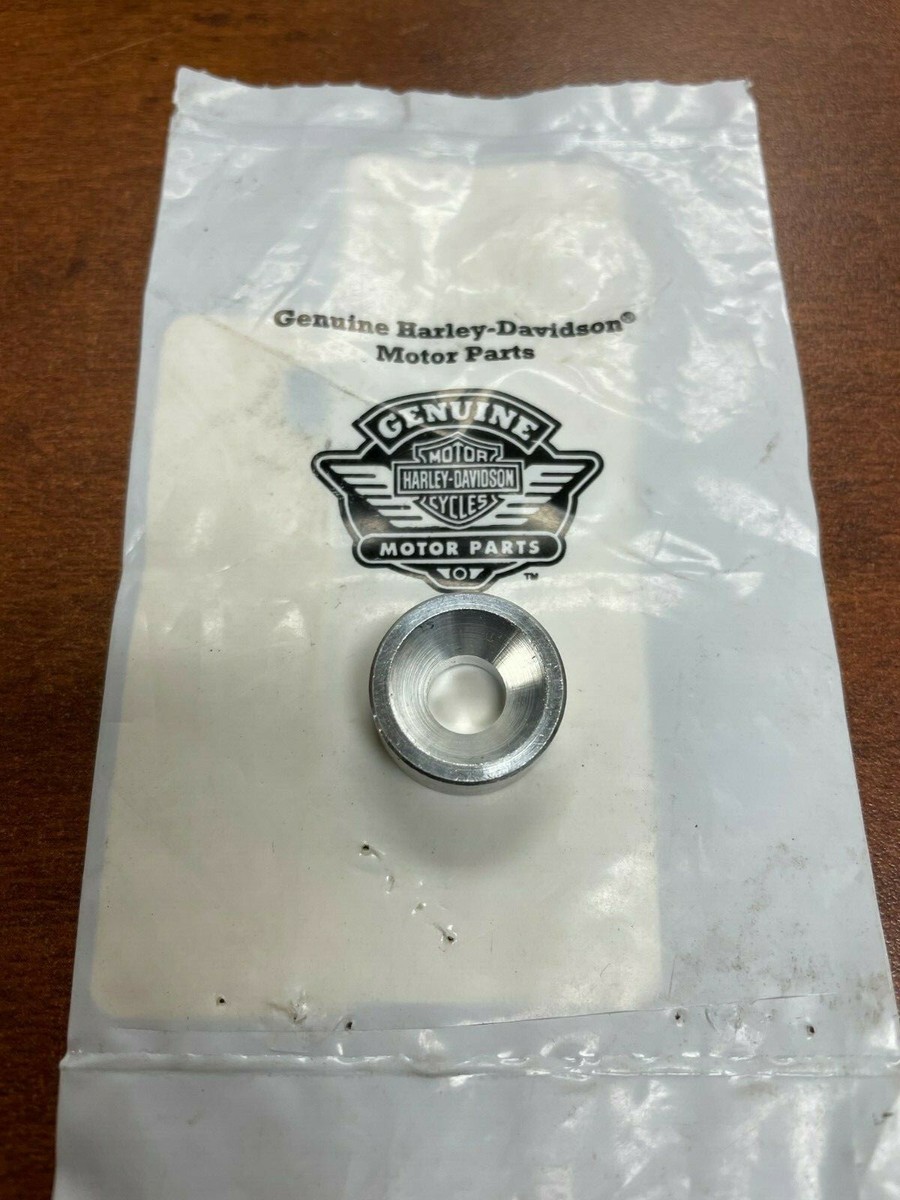 Genuine Harley-Davidson®
Motor Parts
GENUINE
MOTOR
HARLEY-DAVIDSON
CYCLES
MOTOR PARTS
™